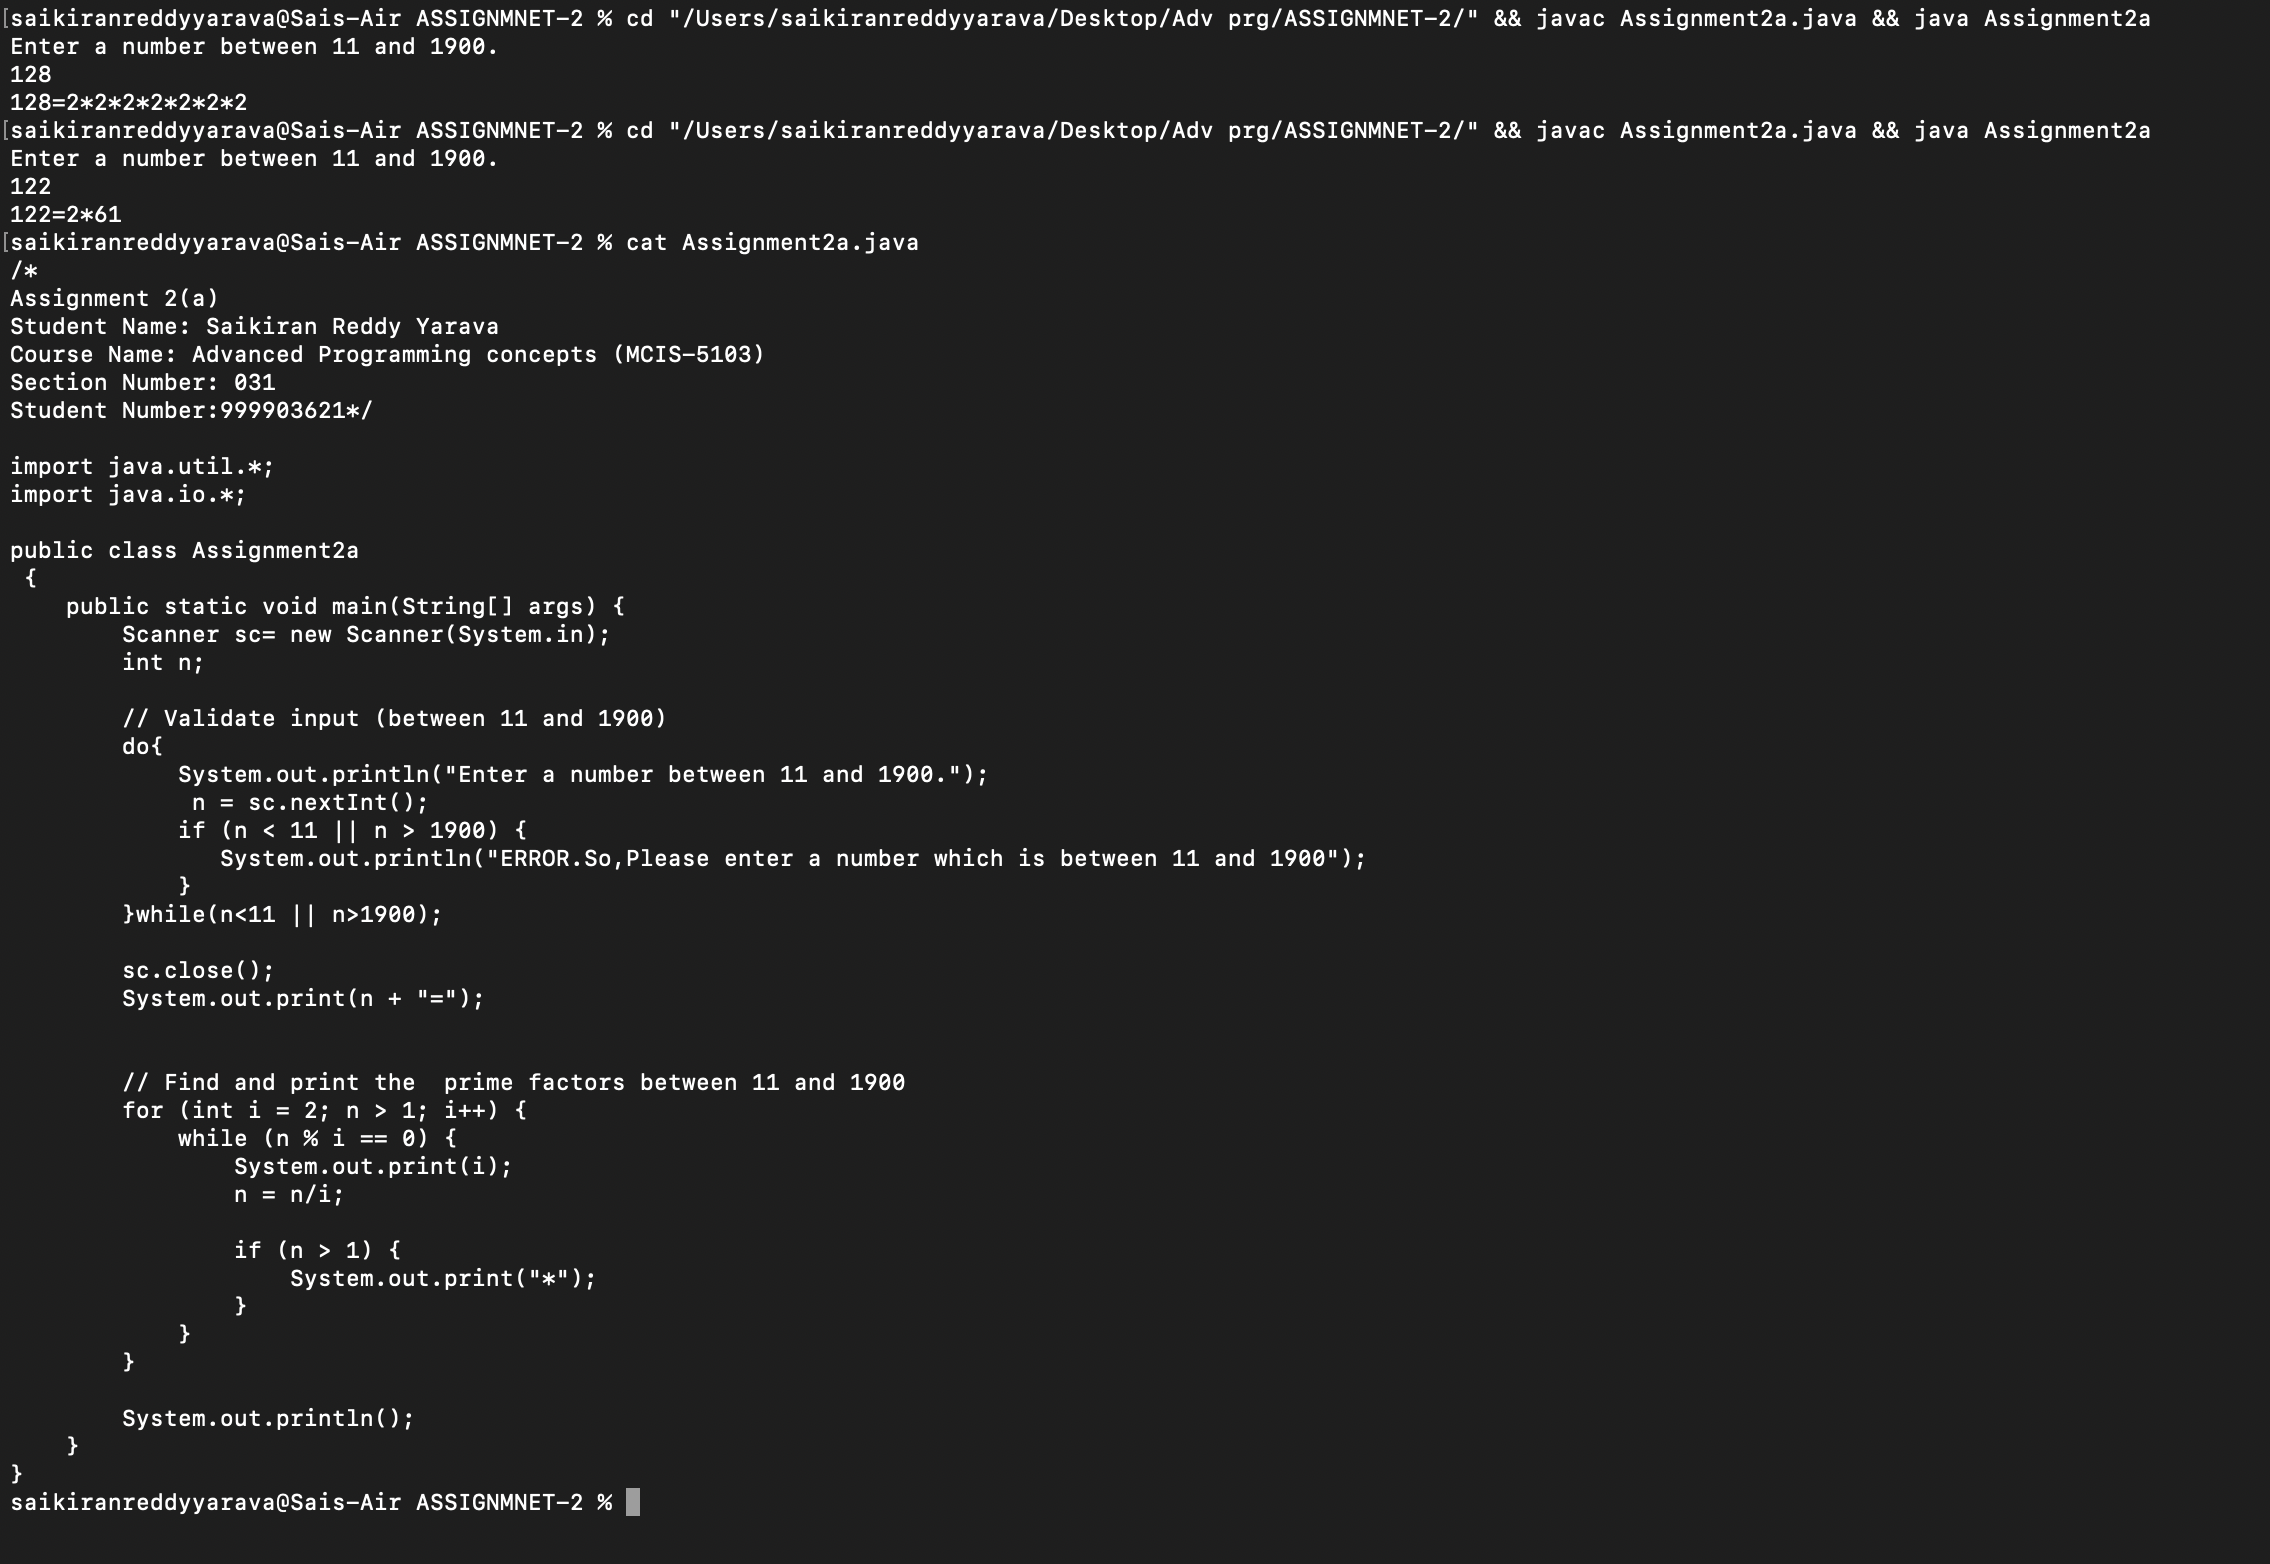 [saikiranreddyyarava@Sais-Air ASSIGNMNET-2 % cd "/Users/saikiranreddyyarava/Desktop/Adv prg/ASSIGNMNET-2/" && javac Assignment2a.java && java Assignment2a
Enter a number between 11 and 1900.
128
128=2*2*2*2*2*2*2
[saikiranreddyyarava@Sais-Air ASSIGNMNET-2 % cd "/Users/saikiranreddyyarava/Desktop/Adv prg/ASSIGNMNET-2/" && javac Assignment2a.java && java Assignment2a
Enter a number between 11 and 1900.
122
122=2*61
[saikiranreddyyarava@Sais-Air ASSIGNMNET-2 % cat Assignment2a.java
/*
Assignment 2(a)
Student Name: Saikiran Reddy Yarava
Course Name: Advanced Programming concepts (MCIS-5103)
Section Number: 031
Student Number:999903621*/

import java.util.*;
import java.io.*;

public class Assignment2a
 {
    public static void main(String[] args) {
        Scanner sc= new Scanner(System.in);
        int n;

        // Validate input (between 11 and 1900)
        do{
            System.out.println("Enter a number between 11 and 1900.");
             n = sc.nextInt();
            if (n < 11 || n > 1900) {
               System.out.println("ERROR.So,Please enter a number which is between 11 and 1900");
            }
        }while(n<11 || n>1900);

        sc.close();
        System.out.print(n + "=");


        // Find and print the  prime factors between 11 and 1900
        for (int i = 2; n > 1; i++) {
            while (n % i == 0) {
                System.out.print(i);
                n = n/i;

                if (n > 1) {
                    System.out.print("*");
                }
            }
        }

        System.out.println();
    }
}
saikiranreddyyarava@Sais-Air ASSIGNMNET-2 %